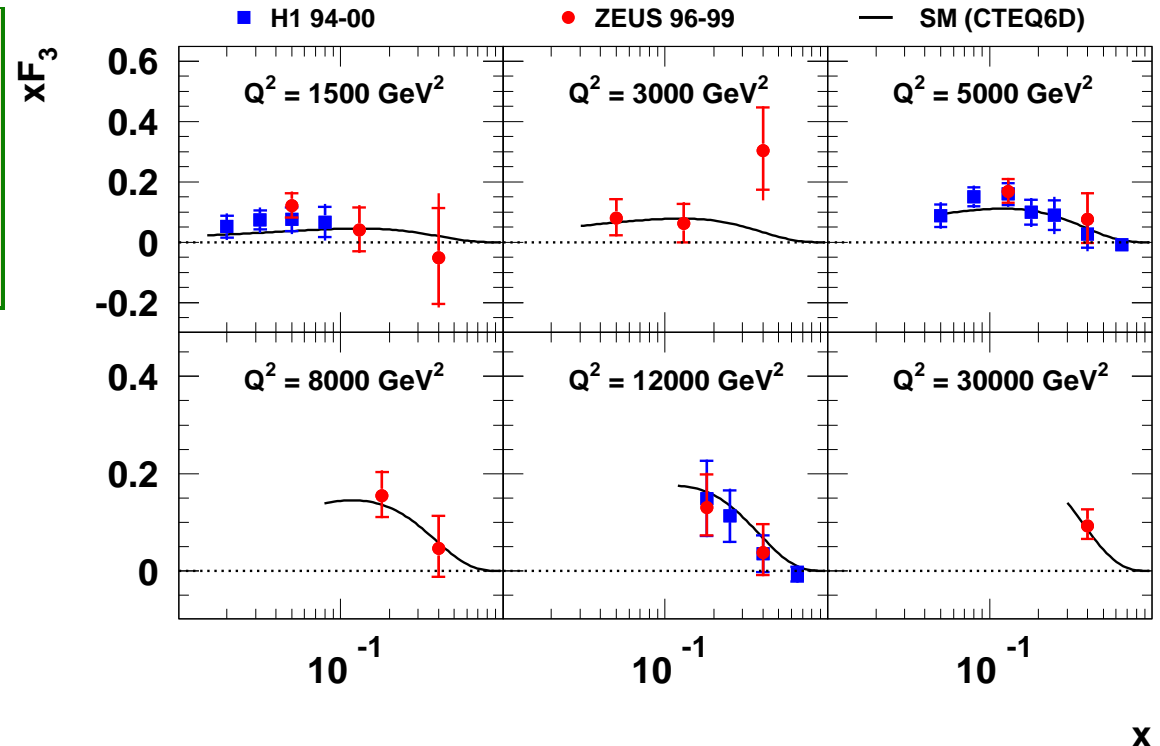 H1 94-00 ZEUS 96-99 SM (CTEQ6D)
xF₃
0.6
0.4
0.2
0
-0.2
Q² = 1500 GeV² Q² = 3000 GeV² Q² = 5000 GeV²
0.4
0.2
0
Q² = 8000 GeV² Q² = 12000 GeV² Q² = 30000 GeV²
10⁻¹ 10⁻¹ 10⁻¹
x